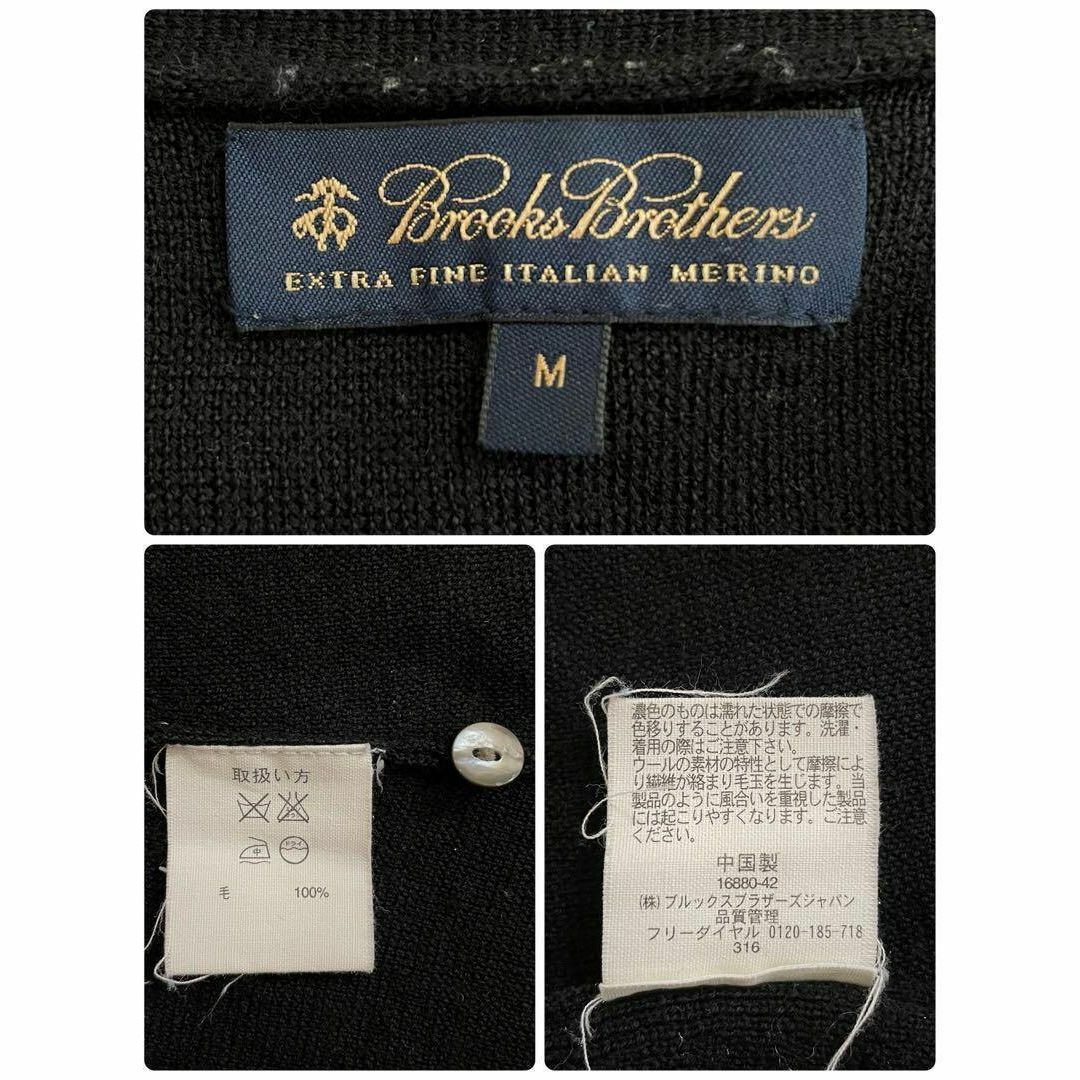 Brooks Brothers
EXTRA FINE ITALIAN MERINO
M
取扱い方
中 ドライ
毛 100%
濃色のものは濡れた状態での摩擦で
色移りすることがあります。洗濯・
着用の際はご注意下さい。
ウールの素材の特性として摩擦によ
り繊維が絡まり毛玉を生じます。当
製品のように風合いを重視した製品
には起こりやすくなります。ご注意
ください。
中国製
16880-42
(株)ブルックスブラザーズジャパン
品質管理
フリーダイヤル 0120-185-718
316